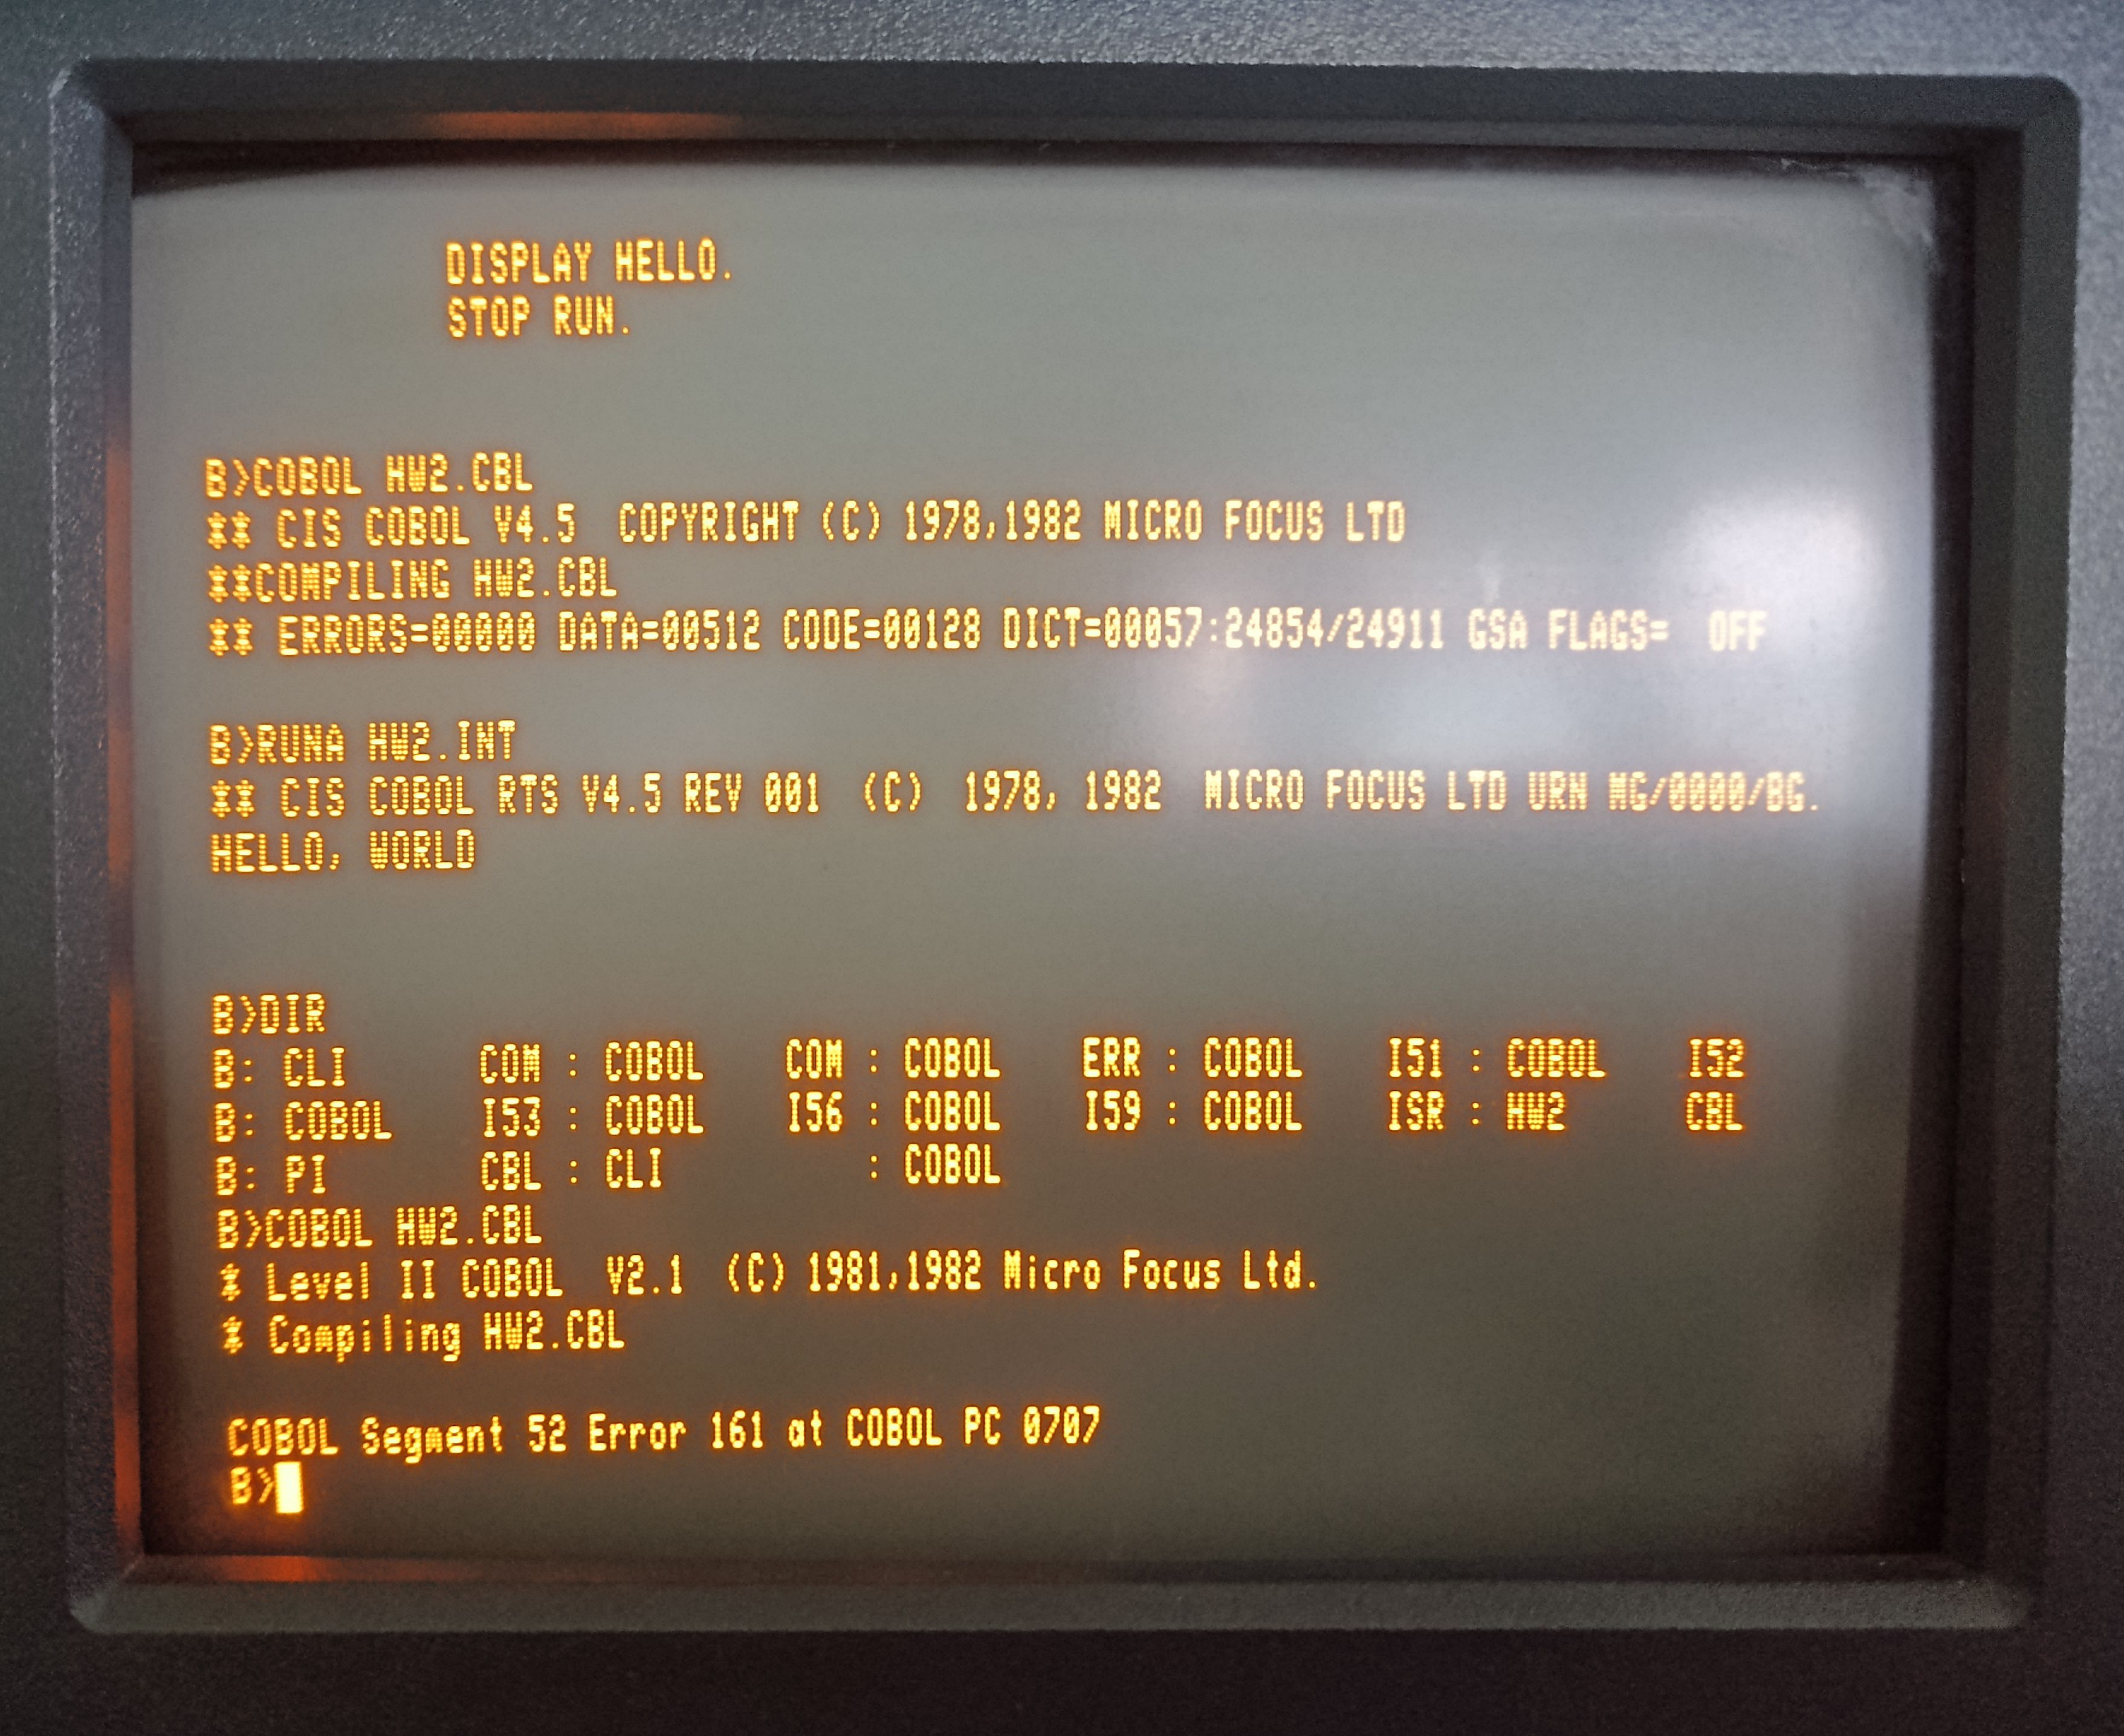 DISPLAY HELLO.
STOP RUN.
B>COBOL HW2.CBL
** CIS COBOL V4.5  COPYRIGHT (C) 1978,1982 MICRO FOCUS LTD
**COMPILING HW2.CBL
** ERRORS=00000 DATA=00512 CODE=00128 DICT=00057:24854/24911 GSA FLAGS=  OFF
B>RUNA HW2.INT
** CIS COBOL RTS V4.5 REV 001  (C)  1978, 1982  MICRO FOCUS LTD URN MG/0000/BG.
HELLO, WORLD
B>DIR
B: CLI      COM : COBOL    COM : COBOL    ERR : COBOL    I51 : COBOL    I52
B: COBOL    I53 : COBOL    I56 : COBOL    I59 : COBOL    ISR : HW2      CBL
B: PI       CBL : CLI          : COBOL
B>COBOL HW2.CBL
* Level II COBOL  V2.1  (C) 1981,1982 Micro Focus Ltd.
* Compiling HW2.CBL
COBOL Segment 52 Error 161 at COBOL PC 0707
B>